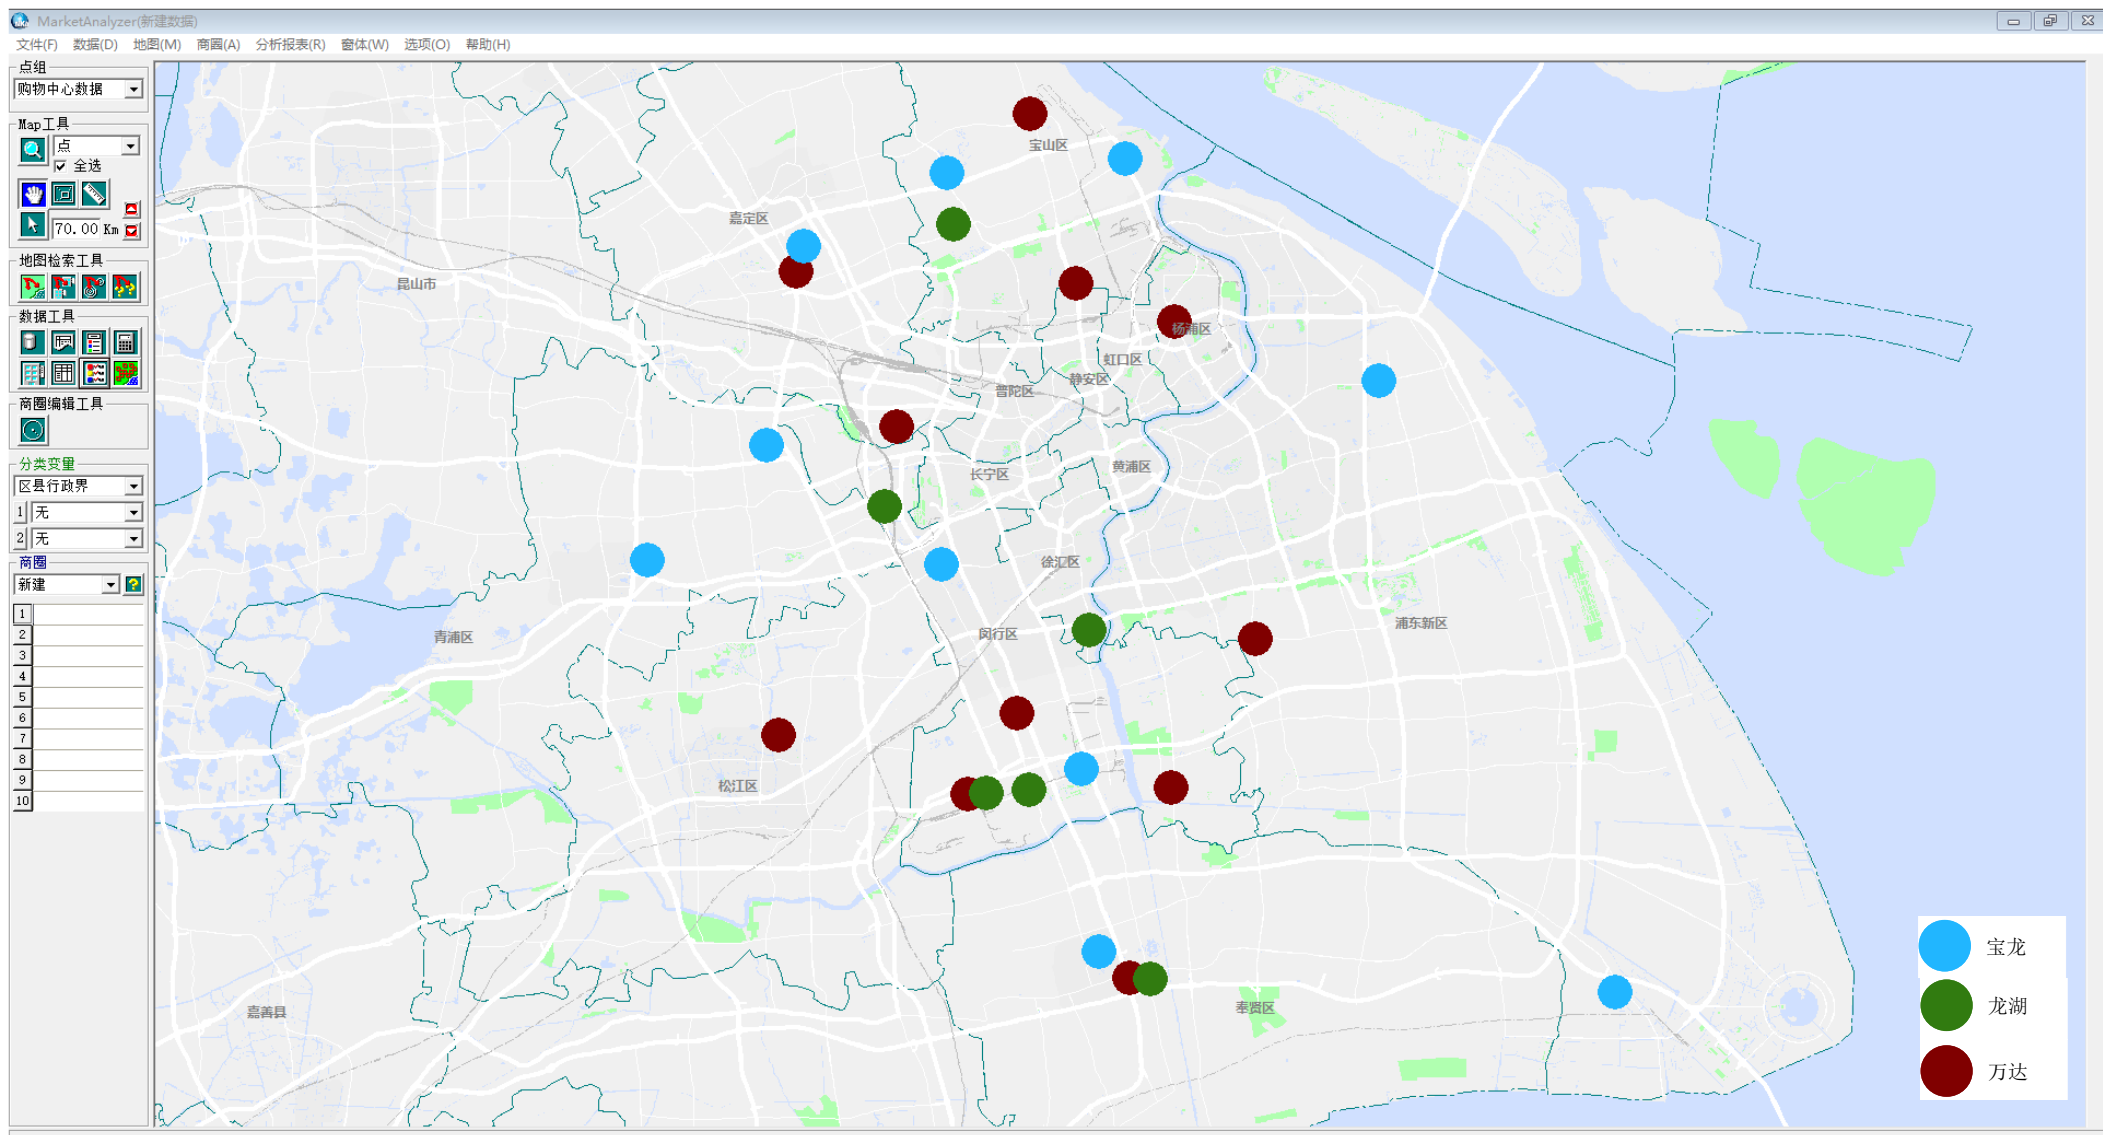 MarketAnalyzer(新建数据)
文件(F) 数据(D) 地图(M) 商圈(A) 分析报表(R) 窗体(W) 选项(O) 帮助(H)
点组
购物中心数据
Map工具
点
全选
70.00 Km
地图检索工具
数据工具
商圈编辑工具
分类变量
区县行政界
1 无
2 无
商圈
新建
1
2
3
4
5
6
7
8
9
10
宝山区
嘉定区
昆山市
杨浦区
虹口区
静安区
普陀区
黄浦区
长宁区
徐汇区
浦东新区
闵行区
青浦区
松江区
奉贤区
嘉善县
宝龙
龙湖
万达